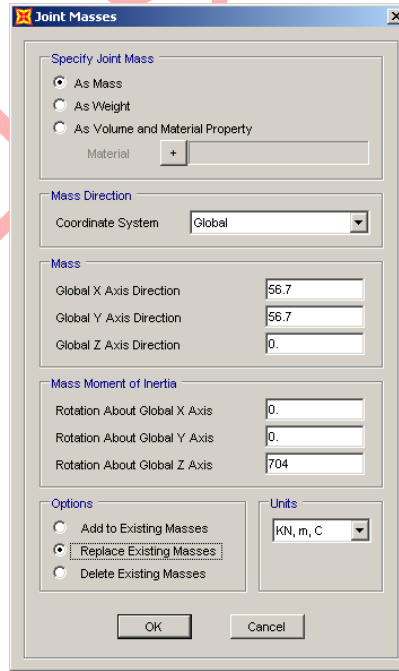 Joint Masses
Specify Joint Mass
As Mass
As Weight
As Volume and Material Property
Material +
Mass Direction
Coordinate System Global
Mass
Global X Axis Direction 56.7
Global Y Axis Direction 56.7
Global Z Axis Direction 0.
Mass Moment of Inertia
Rotation About Global X Axis 0.
Rotation About Global Y Axis 0.
Rotation About Global Z Axis 704
Options
Add to Existing Masses
Replace Existing Masses
Delete Existing Masses
Units
KN, m, C
OK Cancel